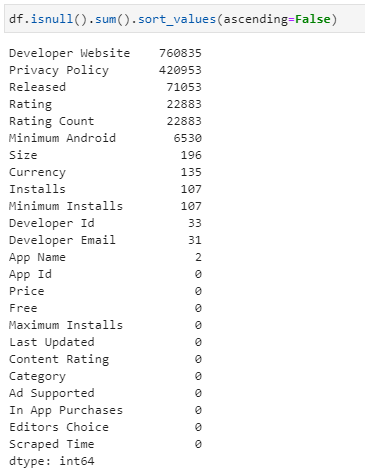 df.isnull().sum().sort_values(ascending=False)
Developer Website 760835
Privacy Policy 420953
Released 71053
Rating 22883
Rating Count 22883
Minimum Android 6530
Size 196
Currency 135
Installs 107
Minimum Installs 107
Developer Id 33
Developer Email 31
App Name 2
App Id 0
Price 0
Free 0
Maximum Installs 0
Last Updated 0
Content Rating 0
Category 0
Ad Supported 0
In App Purchases 0
Editors Choice 0
Scraped Time 0
dtype: int64